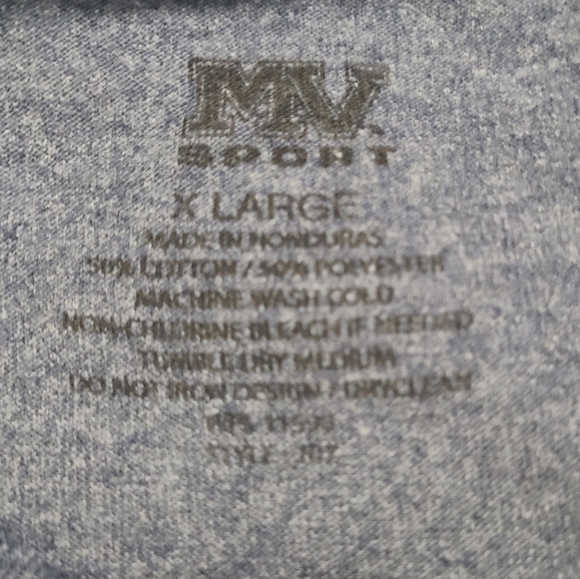 MV
SPORT
X LARGE
MADE IN HONDURAS
50% COTTON / 50% POLYESTER
MACHINE WASH COLD
NON-CHLORINE BLEACH IF NEEDED
TUMBLE DRY MEDIUM
DO NOT IRON DESIGN / DRYCLEAN
STYLE